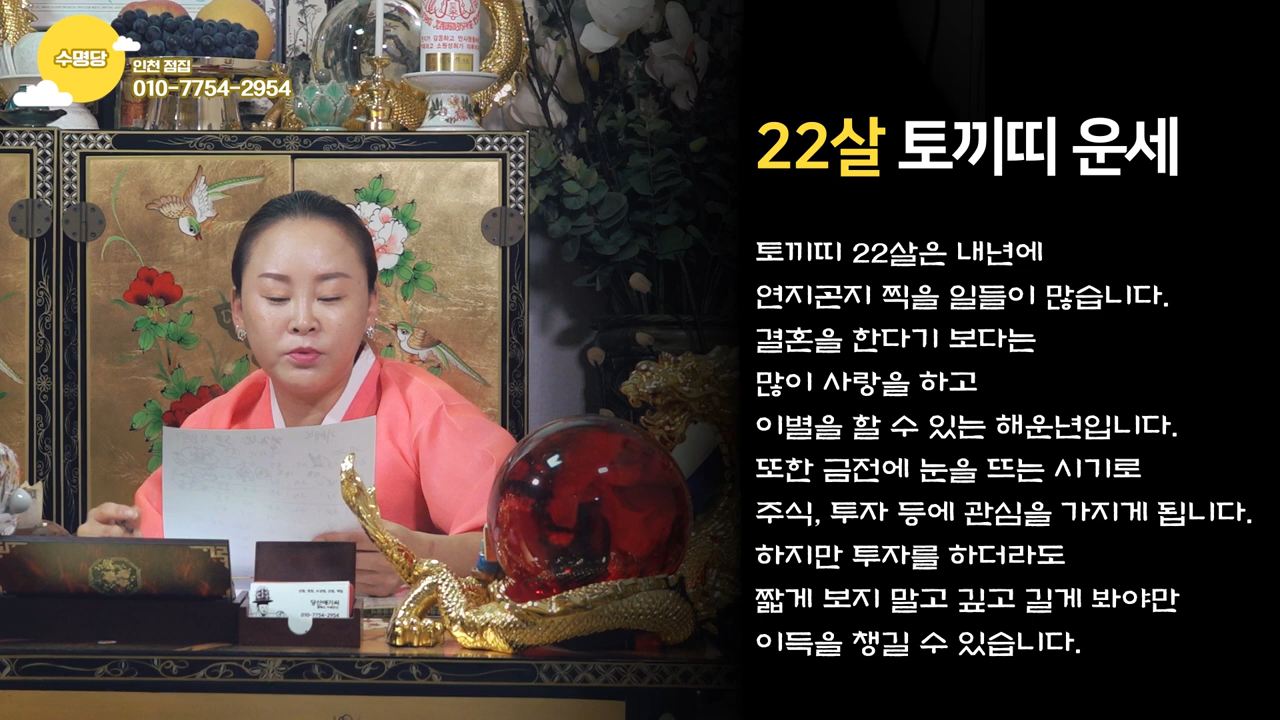 수명당
인천 점집
010-7754-2954
22살 토끼띠 운세
토끼띠 22살은 내년에
연지곤지 찍을 일들이 많습니다.
결혼을 한다기 보다는
많이 사랑을 하고
이별을 할 수 있는 해운년입니다.
또한 금전에 눈을 뜨는 시기로
주식, 투자 등에 관심을 가지게 됩니다.
하지만 투자를 하더라도
짧게 보지 말고 깊고 길게 봐야만
이득을 챙길 수 있습니다.
010-7754-2954